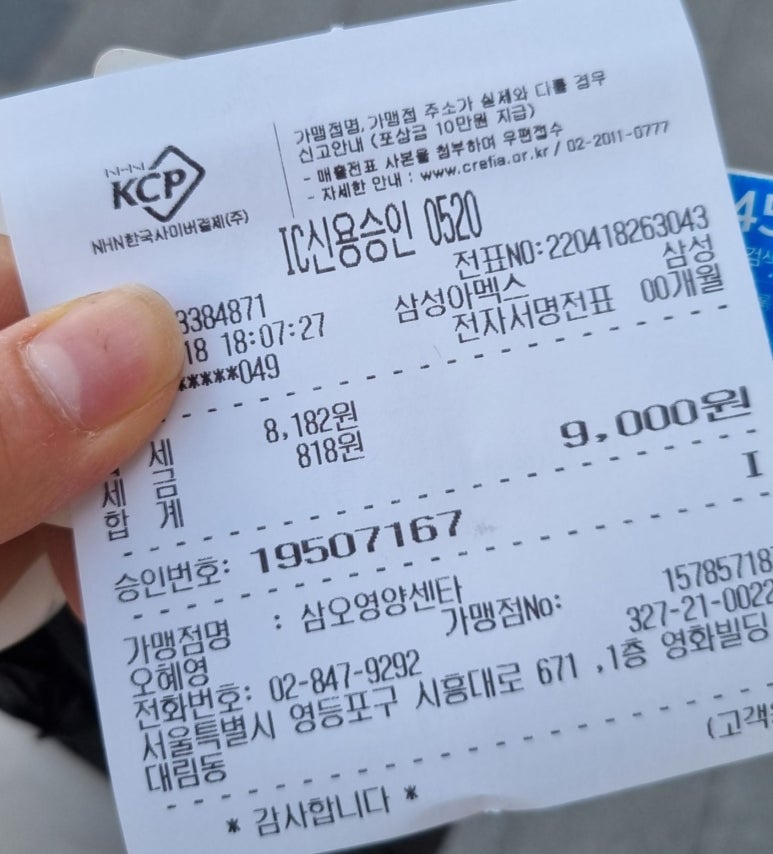 가맹점명, 가맹점 주소가 실제와 다를 경우
신고안내 (포상금 10만원 지급)
- 매출전표 사본을 첨부하여 우편접수
- 자세한 안내 : www.crefia.or.kr / 02-2011-0777
NHN
KCP
NHN한국사이버결제(주)
IC신용승인 0520
전표NO:220418263043
3384871 삼성아멕스 삼성
18 18:07:27 전자서명전표 00개월
*****049
8,182원
세 818원
세 금 9,000원
합 계 I
승인번호: 19507167
가맹점명 : 삼오영양센타
오혜영 가맹점No: 157857187
전화번호: 02-847-9292 327-21-0022
서울특별시 영등포구 시흥대로 671 ,1층 영화빌딩
대림동
(고객
* 감사합니다 *
45
검색